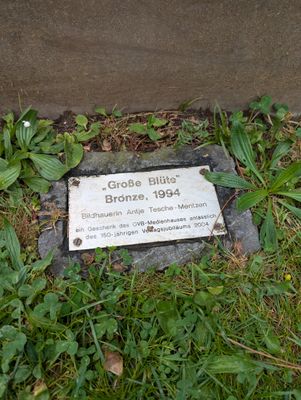 „Große Blüte“
Bronze, 1994
Bildhauerin Antje Tesche-Mentzen
ein Geschenk des OVB-Medienhauses anlässlich
des 150-jährigen Verlagsjubiläums 2004